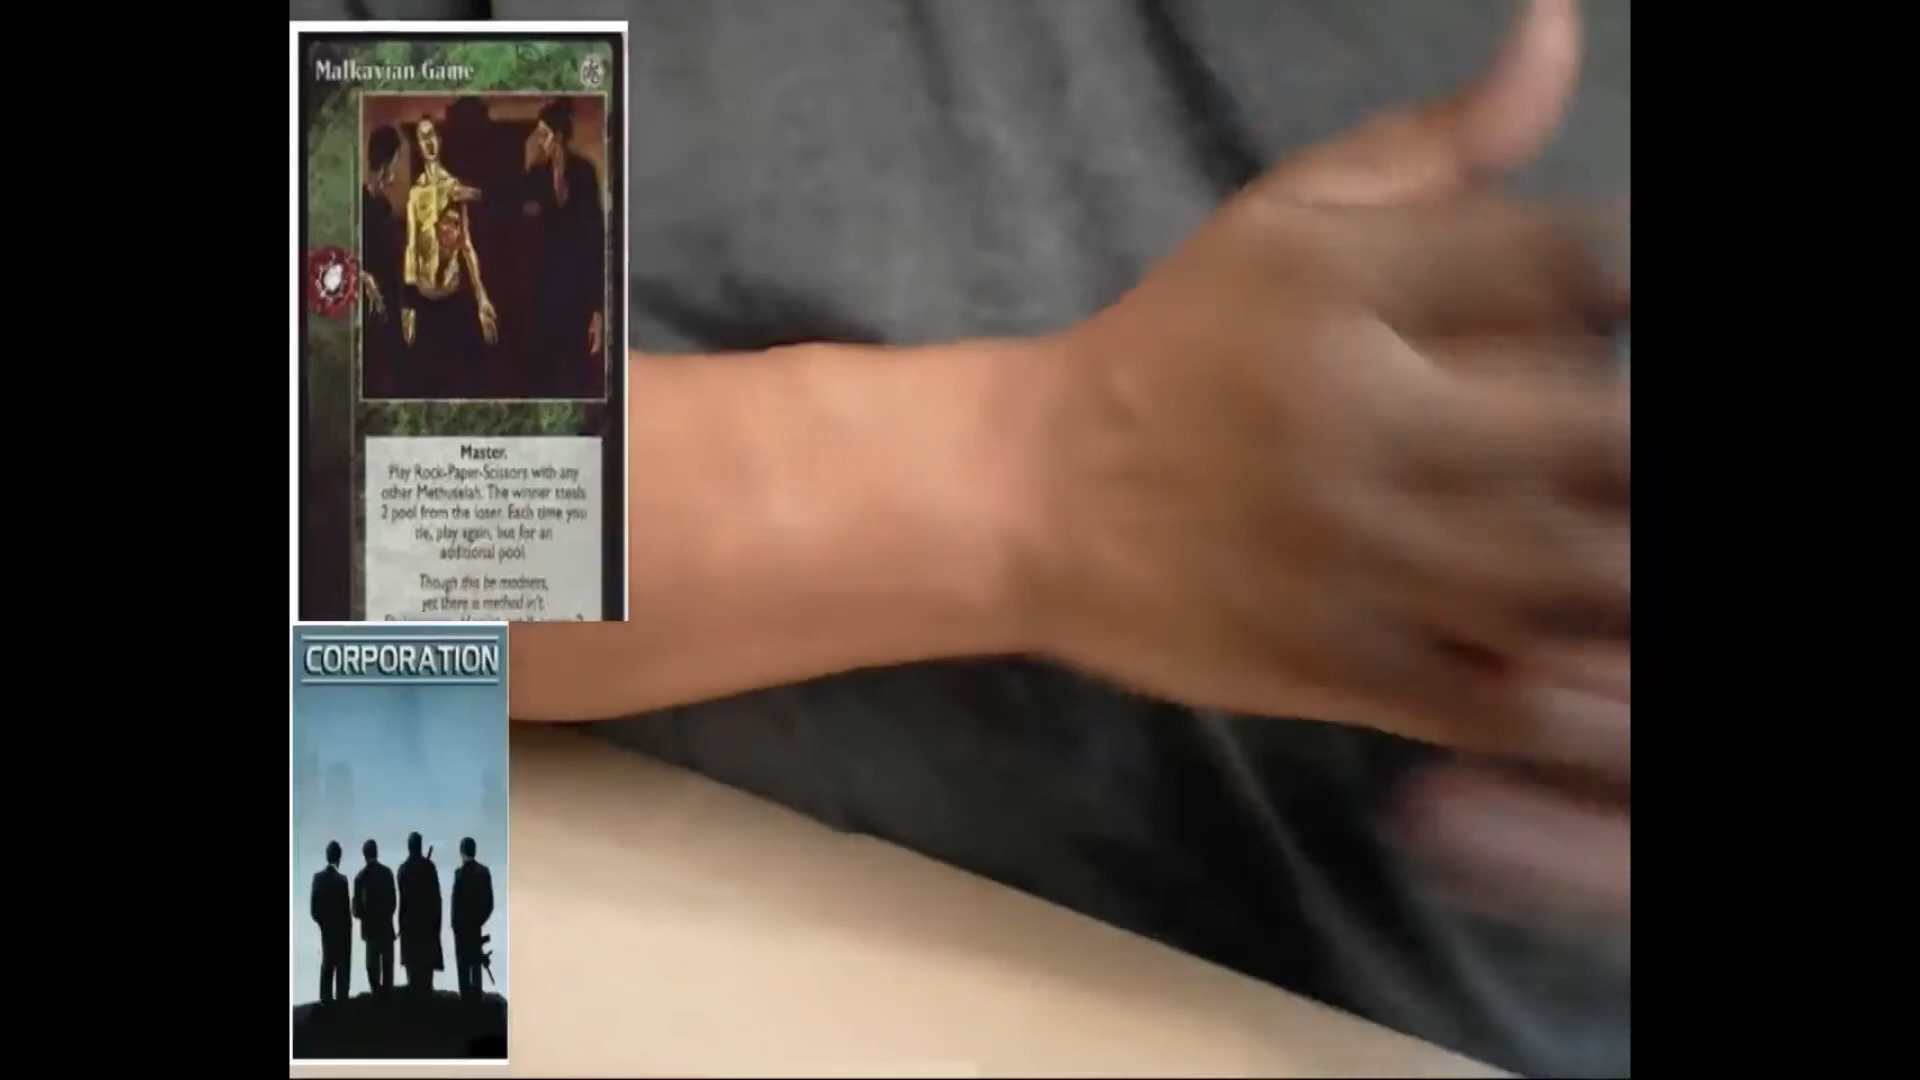 Malkavian Game
Master.
Play Rock-Paper-Scissors with any
other Methuselah. The winner steals
2 pool from the loser. Each time you
tie, play again, but for an
additional pool.
Though this be madness,
yet there is method in't.
CORPORATION